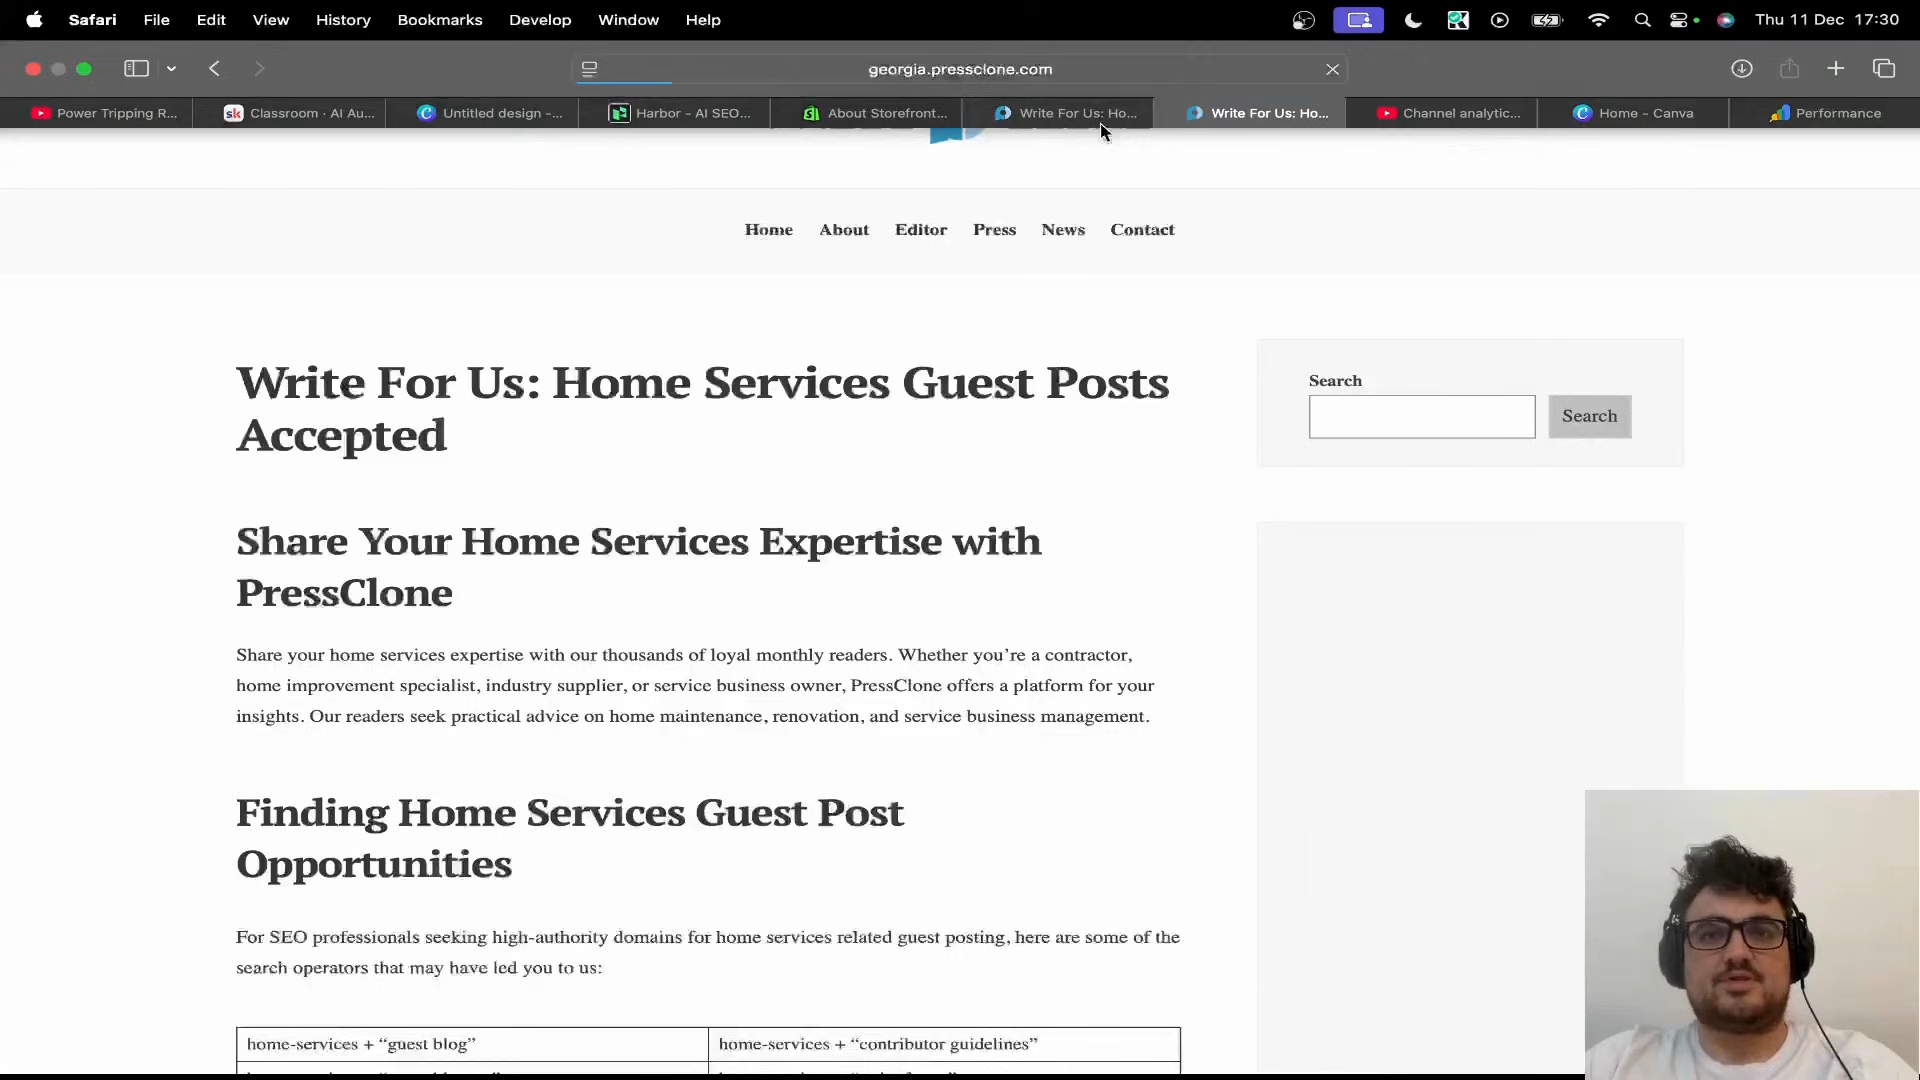 Safari File Edit View History Bookmarks Develop Window Help Thu 11 Dec 17:30
georgia.pressclone.com
Power Tripping R... Classroom · AI Au... Untitled design -... Harbor - AI SEO... About Storefront... Write For Us: Ho... Write For Us: Ho... Channel analytic... Home - Canva Performance
Home About Editor Press News Contact
Write For Us: Home Services Guest Posts
Accepted
Share Your Home Services Expertise with
PressClone
Share your home services expertise with our thousands of loyal monthly readers. Whether you’re a contractor,
home improvement specialist, industry supplier, or service business owner, PressClone offers a platform for your
insights. Our readers seek practical advice on home maintenance, renovation, and service business management.
Finding Home Services Guest Post
Opportunities
For SEO professionals seeking high-authority domains for home services related guest posting, here are some of the
search operators that may have led you to us:
home-services + “guest blog” home-services + “contributor guidelines”
Search
Search